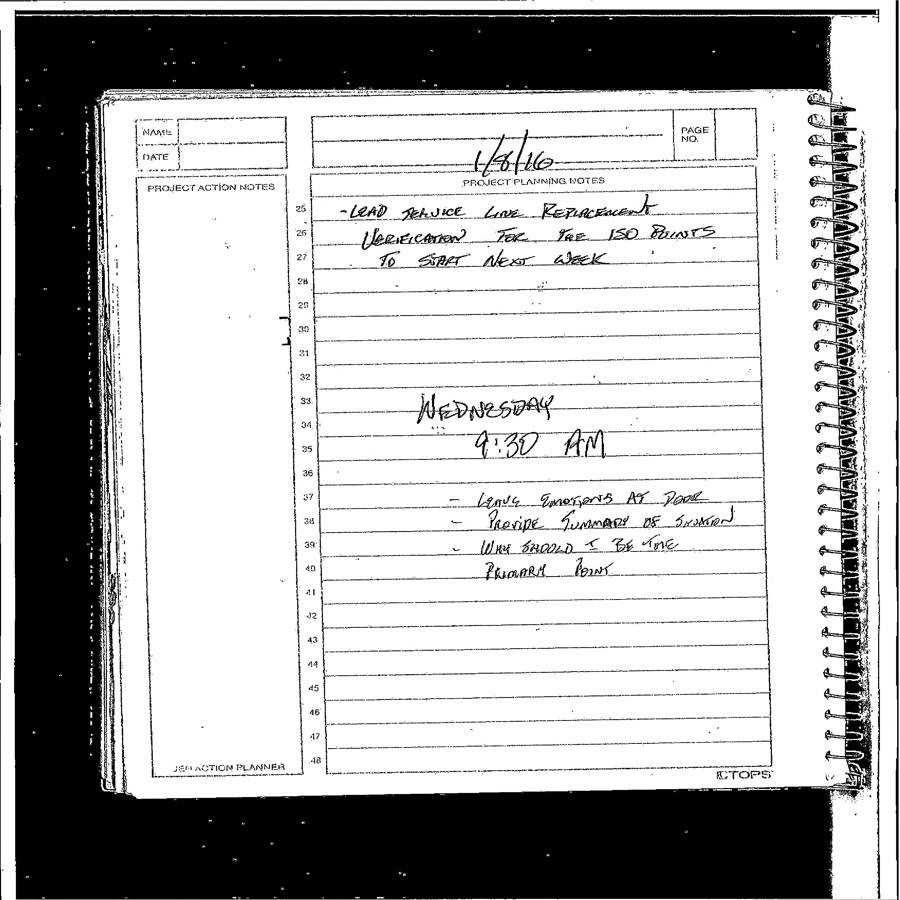 NAME
DATE
PAGE NO.
1/8/16
PROJECT ACTION NOTES
PROJECT PLANNING NOTES
25 - LEAD SERVICE LINE REPLACEMENT
26 VERIFICATION FOR THE 150 POINTS
27 TO START NEXT WEEK
28
29
30
31
32
33 WEDNESDAY
34
35 9:30 AM
36
37 - LEAVE EMOTIONS AT DOOR
38 - PROVIDE SUMMARY OF SITUATION
39 - WHY SHOULD I BE THE
40 PRIMARY POINT
41
42
43
44
45
46
47
48
ACTION PLANNER
TOPS